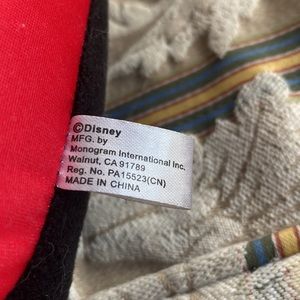 ©Disney
MFG. by
Monogram International Inc.
Walnut, CA 91789
Reg. No. PA15523(CN)
MADE IN CHINA